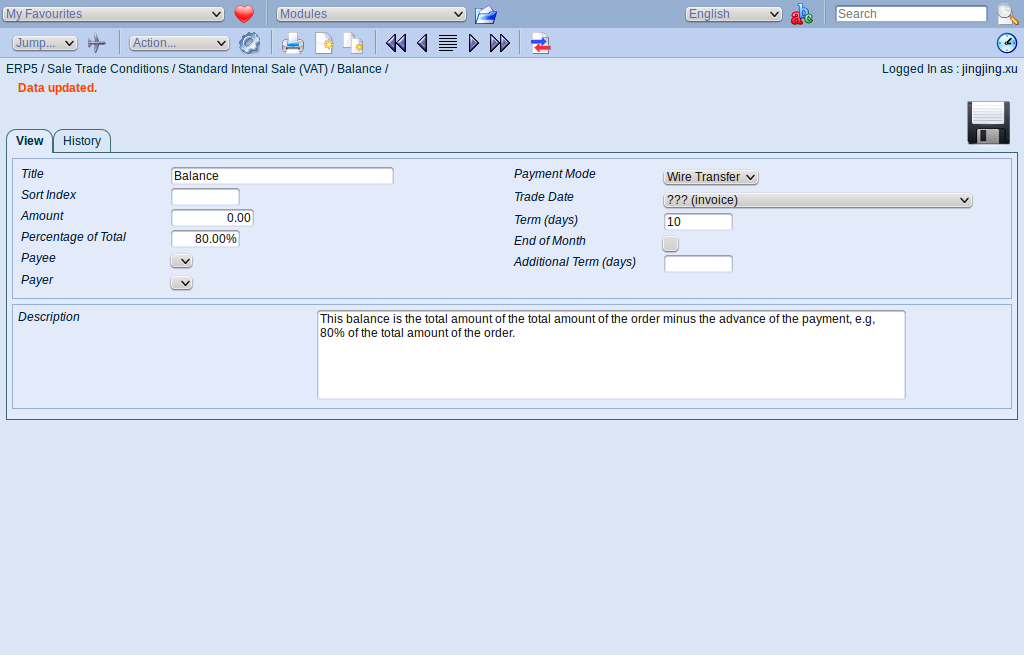 My Favourites Modules English Search
Jump... Action...
ERP5 / Sale Trade Conditions / Standard Intenal Sale (VAT) / Balance / Logged In as : jingjing.xu
Data updated.
View History
Title Balance
Sort Index
Amount 0.00
Percentage of Total 80.00%
Payee
Payer
Payment Mode Wire Transfer
Trade Date ??? (invoice)
Term (days) 10
End of Month
Additional Term (days)
Description This balance is the total amount of the total amount of the order minus the advance of the payment, e.g,
80% of the total amount of the order.